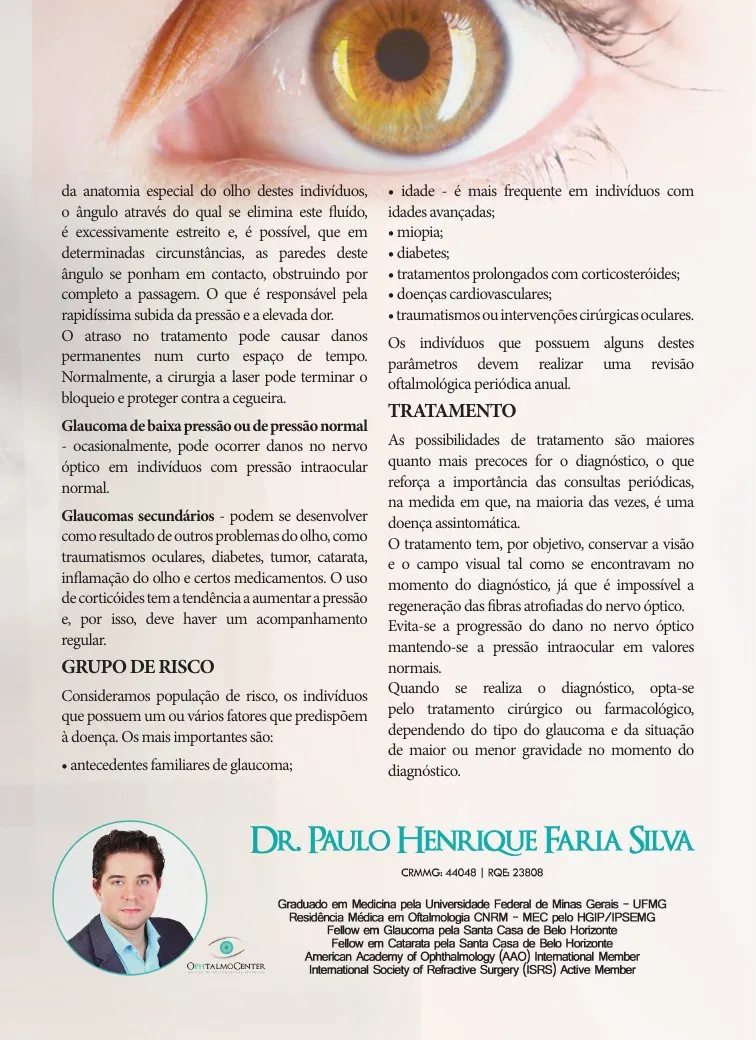 da anatomia especial do olho destes indivíduos,
o ângulo através do qual se elimina este fluído,
é excessivamente estreito e, é possível, que em
determinadas circunstâncias, as paredes deste
ângulo se ponham em contacto, obstruindo por
completo a passagem. O que é responsável pela
rapidíssima subida da pressão e a elevada dor.
O atraso no tratamento pode causar danos
permanentes num curto espaço de tempo.
Normalmente, a cirurgia a laser pode terminar o
bloqueio e proteger contra a cegueira.
Glaucoma de baixa pressão ou de pressão normal
- ocasionalmente, pode ocorrer danos no nervo
óptico em indivíduos com pressão intraocular
normal.
Glaucomas secundários - podem se desenvolver
como resultado de outros problemas do olho, como
traumatismos oculares, diabetes, tumor, catarata,
inflamação do olho e certos medicamentos. O uso
de corticóides tem a tendência a aumentar a pressão
e, por isso, deve haver um acompanhamento
regular.
GRUPO DE RISCO
Consideramos população de risco, os indivíduos
que possuem um ou vários fatores que predispõem
à doença. Os mais importantes são:
• antecedentes familiares de glaucoma;
• idade - é mais frequente em indivíduos com
idades avançadas;
• miopia;
• diabetes;
• tratamentos prolongados com corticosteróides;
• doenças cardiovasculares;
• traumatismos ou intervenções cirúrgicas oculares.
Os indivíduos que possuem alguns destes
parâmetros devem realizar uma revisão
oftalmológica periódica anual.
TRATAMENTO
As possibilidades de tratamento são maiores
quanto mais precoces for o diagnóstico, o que
reforça a importância das consultas periódicas,
na medida em que, na maioria das vezes, é uma
doença assintomática.
O tratamento tem, por objetivo, conservar a visão
e o campo visual tal como se encontravam no
momento do diagnóstico, já que é impossível a
regeneração das fibras atrofiadas do nervo óptico.
Evita-se a progressão do dano no nervo óptico
mantendo-se a pressão intraocular em valores
normais.
Quando se realiza o diagnóstico, opta-se
pelo tratamento cirúrgico ou farmacológico,
dependendo do tipo do glaucoma e da situação
de maior ou menor gravidade no momento do
diagnóstico.
DR. PAULO HENRIQUE FARIA SILVA
CRMMG: 44048 | RQE: 23808
Graduado em Medicina pela Universidade Federal de Minas Gerais - UFMG
Residência Médica em Oftalmologia CNRM - MEC pelo HGIP/IPSEMG
Fellow em Glaucoma pela Santa Casa de Belo Horizonte
Fellow em Catarata pela Santa Casa de Belo Horizonte
American Academy of Ophthalmology (AAO) International Member
International Society of Refractive Surgery (ISRS) Active Member
OPHTALMOCENTER